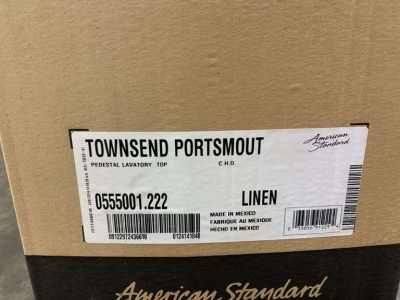 TOWNSEND PORTSMOUT
American
Standard
PEDESTAL LAVATORY TOP
C.H.O.
0555001.222
LINEN
MADE IN MEXICO
FABRIQUE AU MEXIQUE
HECHO EN MEXICO
American Standard